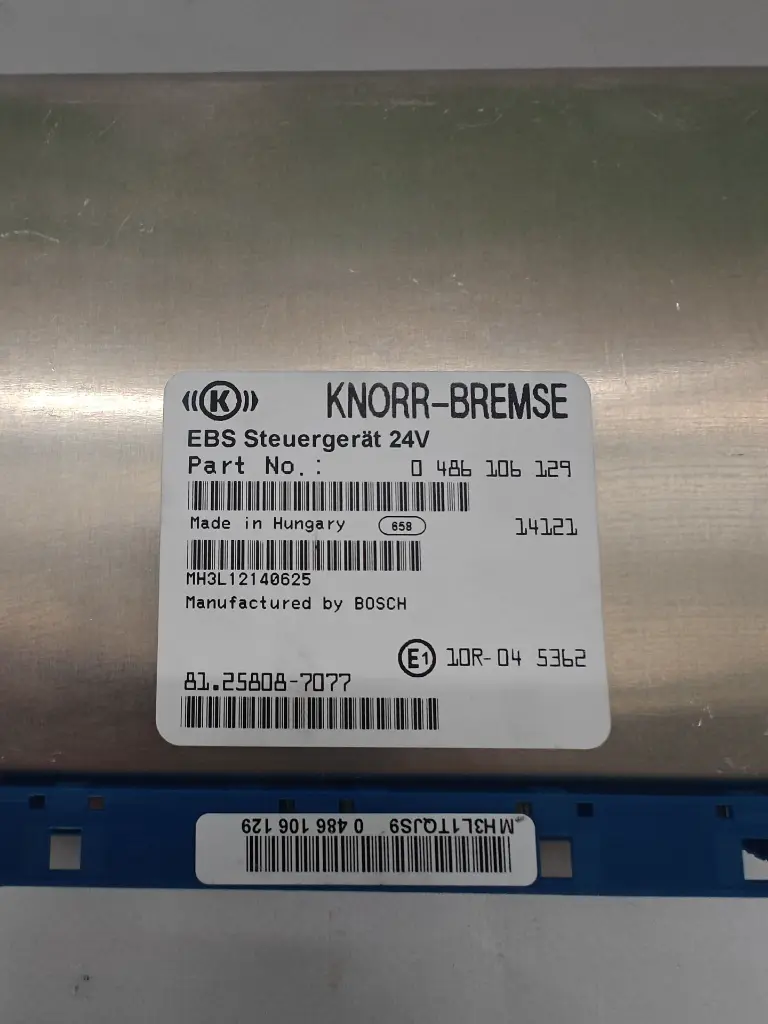 ((K)) KNORR-BREMSE
EBS Steuergerät 24V
Part No.: 0 486 106 129
Made in Hungary 658 14121
MH3L12140625
Manufactured by BOSCH
E1 10R-04 5362
81.25808-7077
MH3L1TQJS9 0 486 106 129